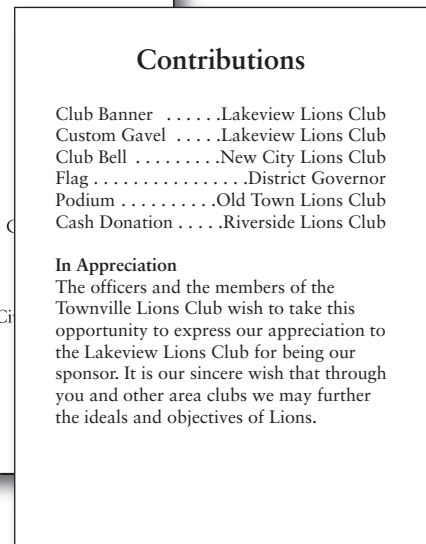 Contributions
Club Banner ......Lakeview Lions Club
Custom Gavel .....Lakeview Lions Club
Club Bell .........New City Lions Club
Flag ................District Governor
Podium ..........Old Town Lions Club
Cash Donation .....Riverside Lions Club
In Appreciation
The officers and the members of the
Townville Lions Club wish to take this
opportunity to express our appreciation to
the Lakeview Lions Club for being our
sponsor. It is our sincere wish that through
you and other area clubs we may further
the ideals and objectives of Lions.